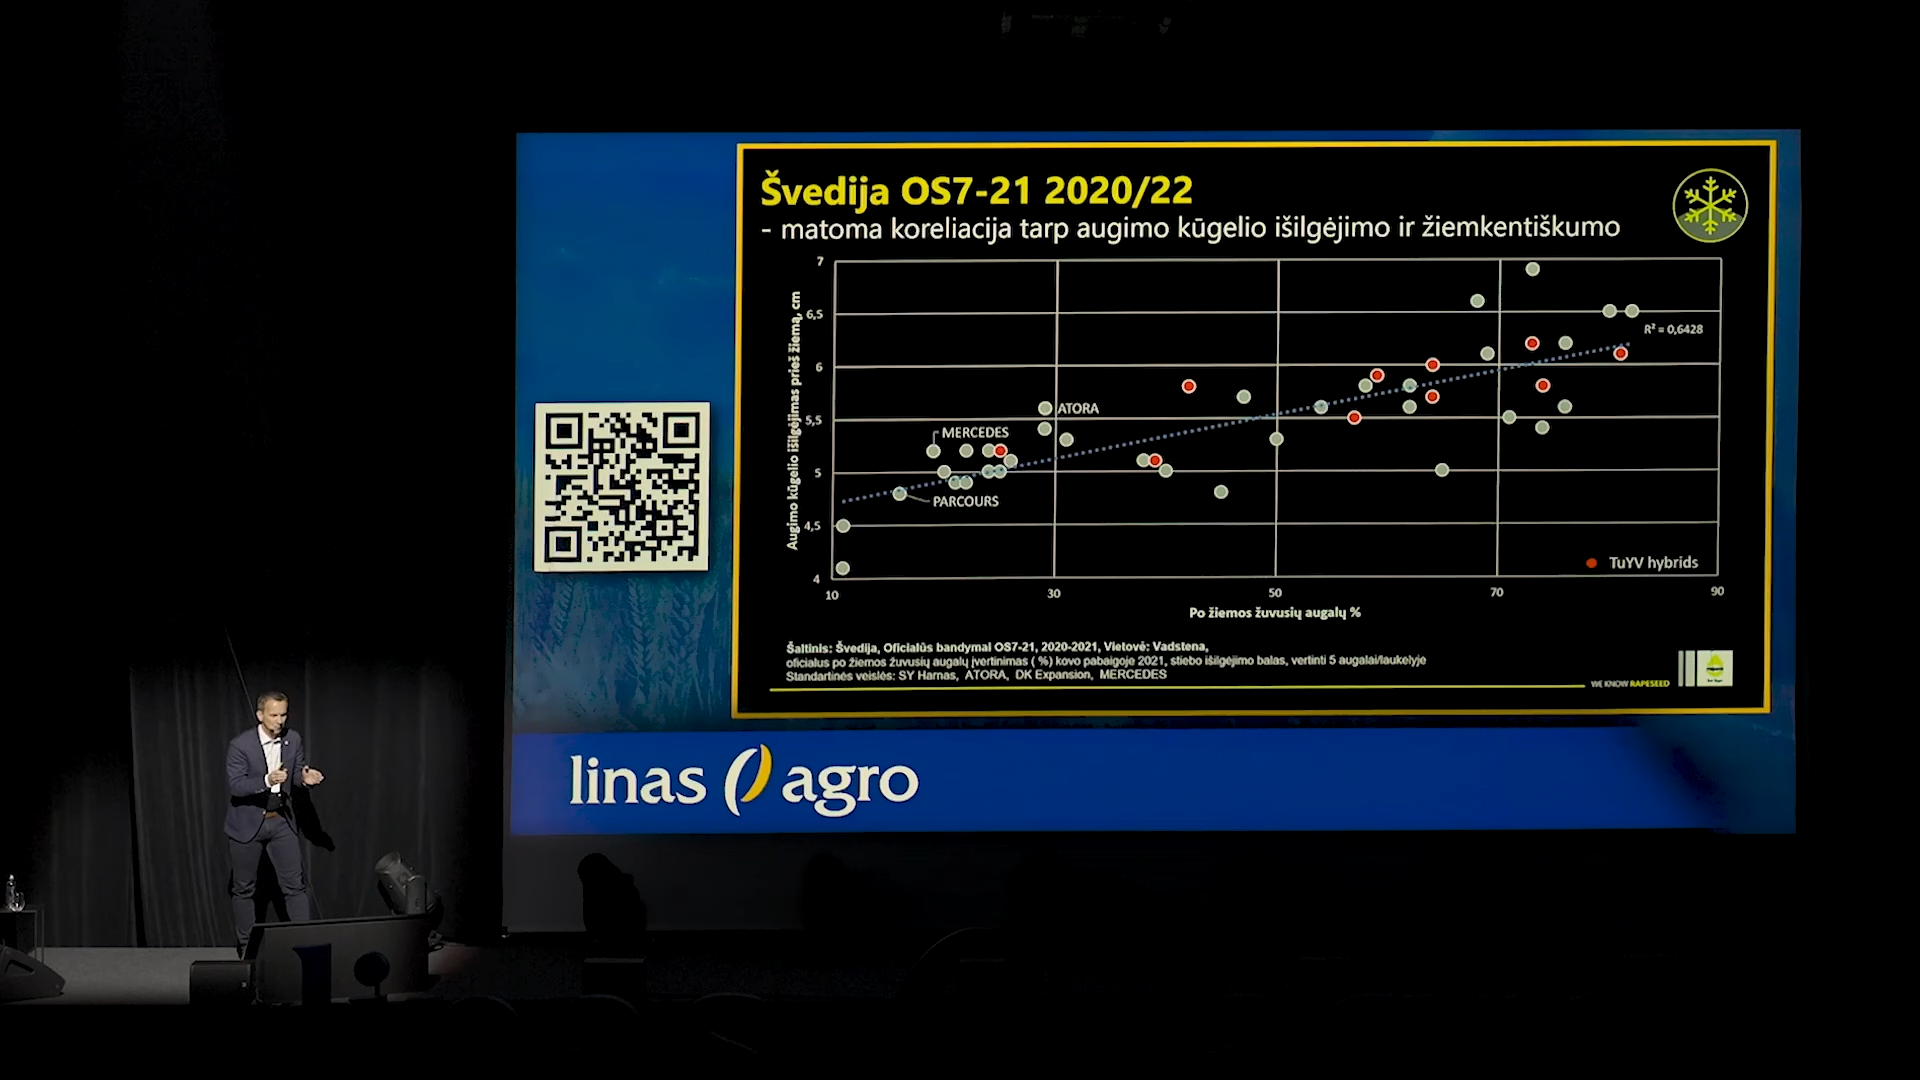 Švedija OS7-21 2020/22
- matoma koreliacija tarp augimo kūgelio išilgėjimo ir žiemkentiškumo
Augimo kūgelio išilgėjimas prieš žiemą, cm
7
6,5
6
5,5
5
4,5
4
R² = 0,6428
ATORA
MERCEDES
PARCOURS
TuYV hybrids
10
30
50
70
90
Po žiemos žuvusių augalų %
Šaltinis: Švedija, Oficialūs bandymai OS7-21, 2020-2021, Vietovė: Vadstena,
oficialus po žiemos žuvusių augalų įvertinimas ( %) kovo pabaigoje 2021, stiebo išilgėjimo balas, vertinti 5 augalai/laukelyje
Standartinės veislės: SY Harnas, ATORA, DK Expansion, MERCEDES
WE KNOW RAPESEED
linas agro